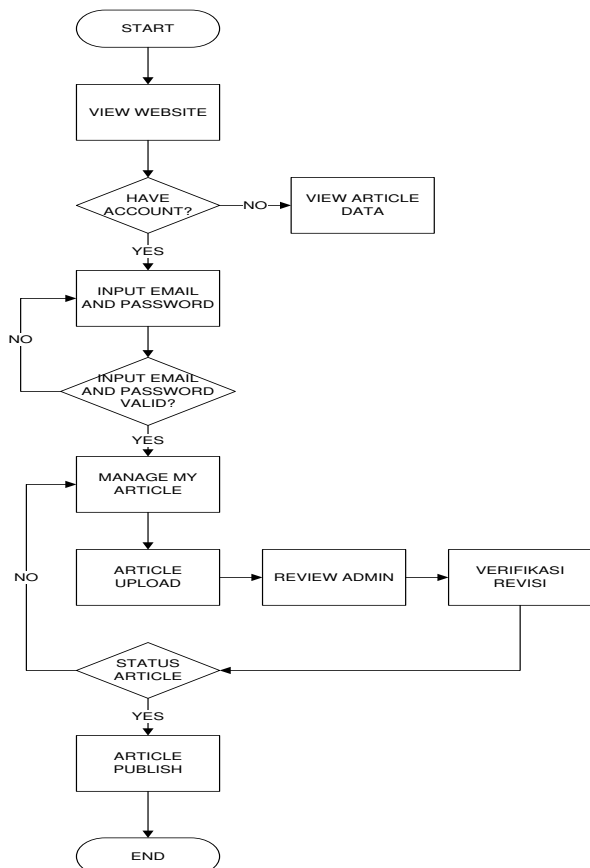 START
VIEW WEBSITE
HAVE
ACCOUNT?
NO
VIEW ARTICLE
DATA
YES
INPUT EMAIL
AND PASSWORD
NO
INPUT EMAIL
AND PASSWORD
VALID?
YES
MANAGE MY
ARTICLE
ARTICLE
UPLOAD
REVIEW ADMIN
VERIFIKASI
REVISI
NO
STATUS
ARTICLE
YES
ARTICLE
PUBLISH
END